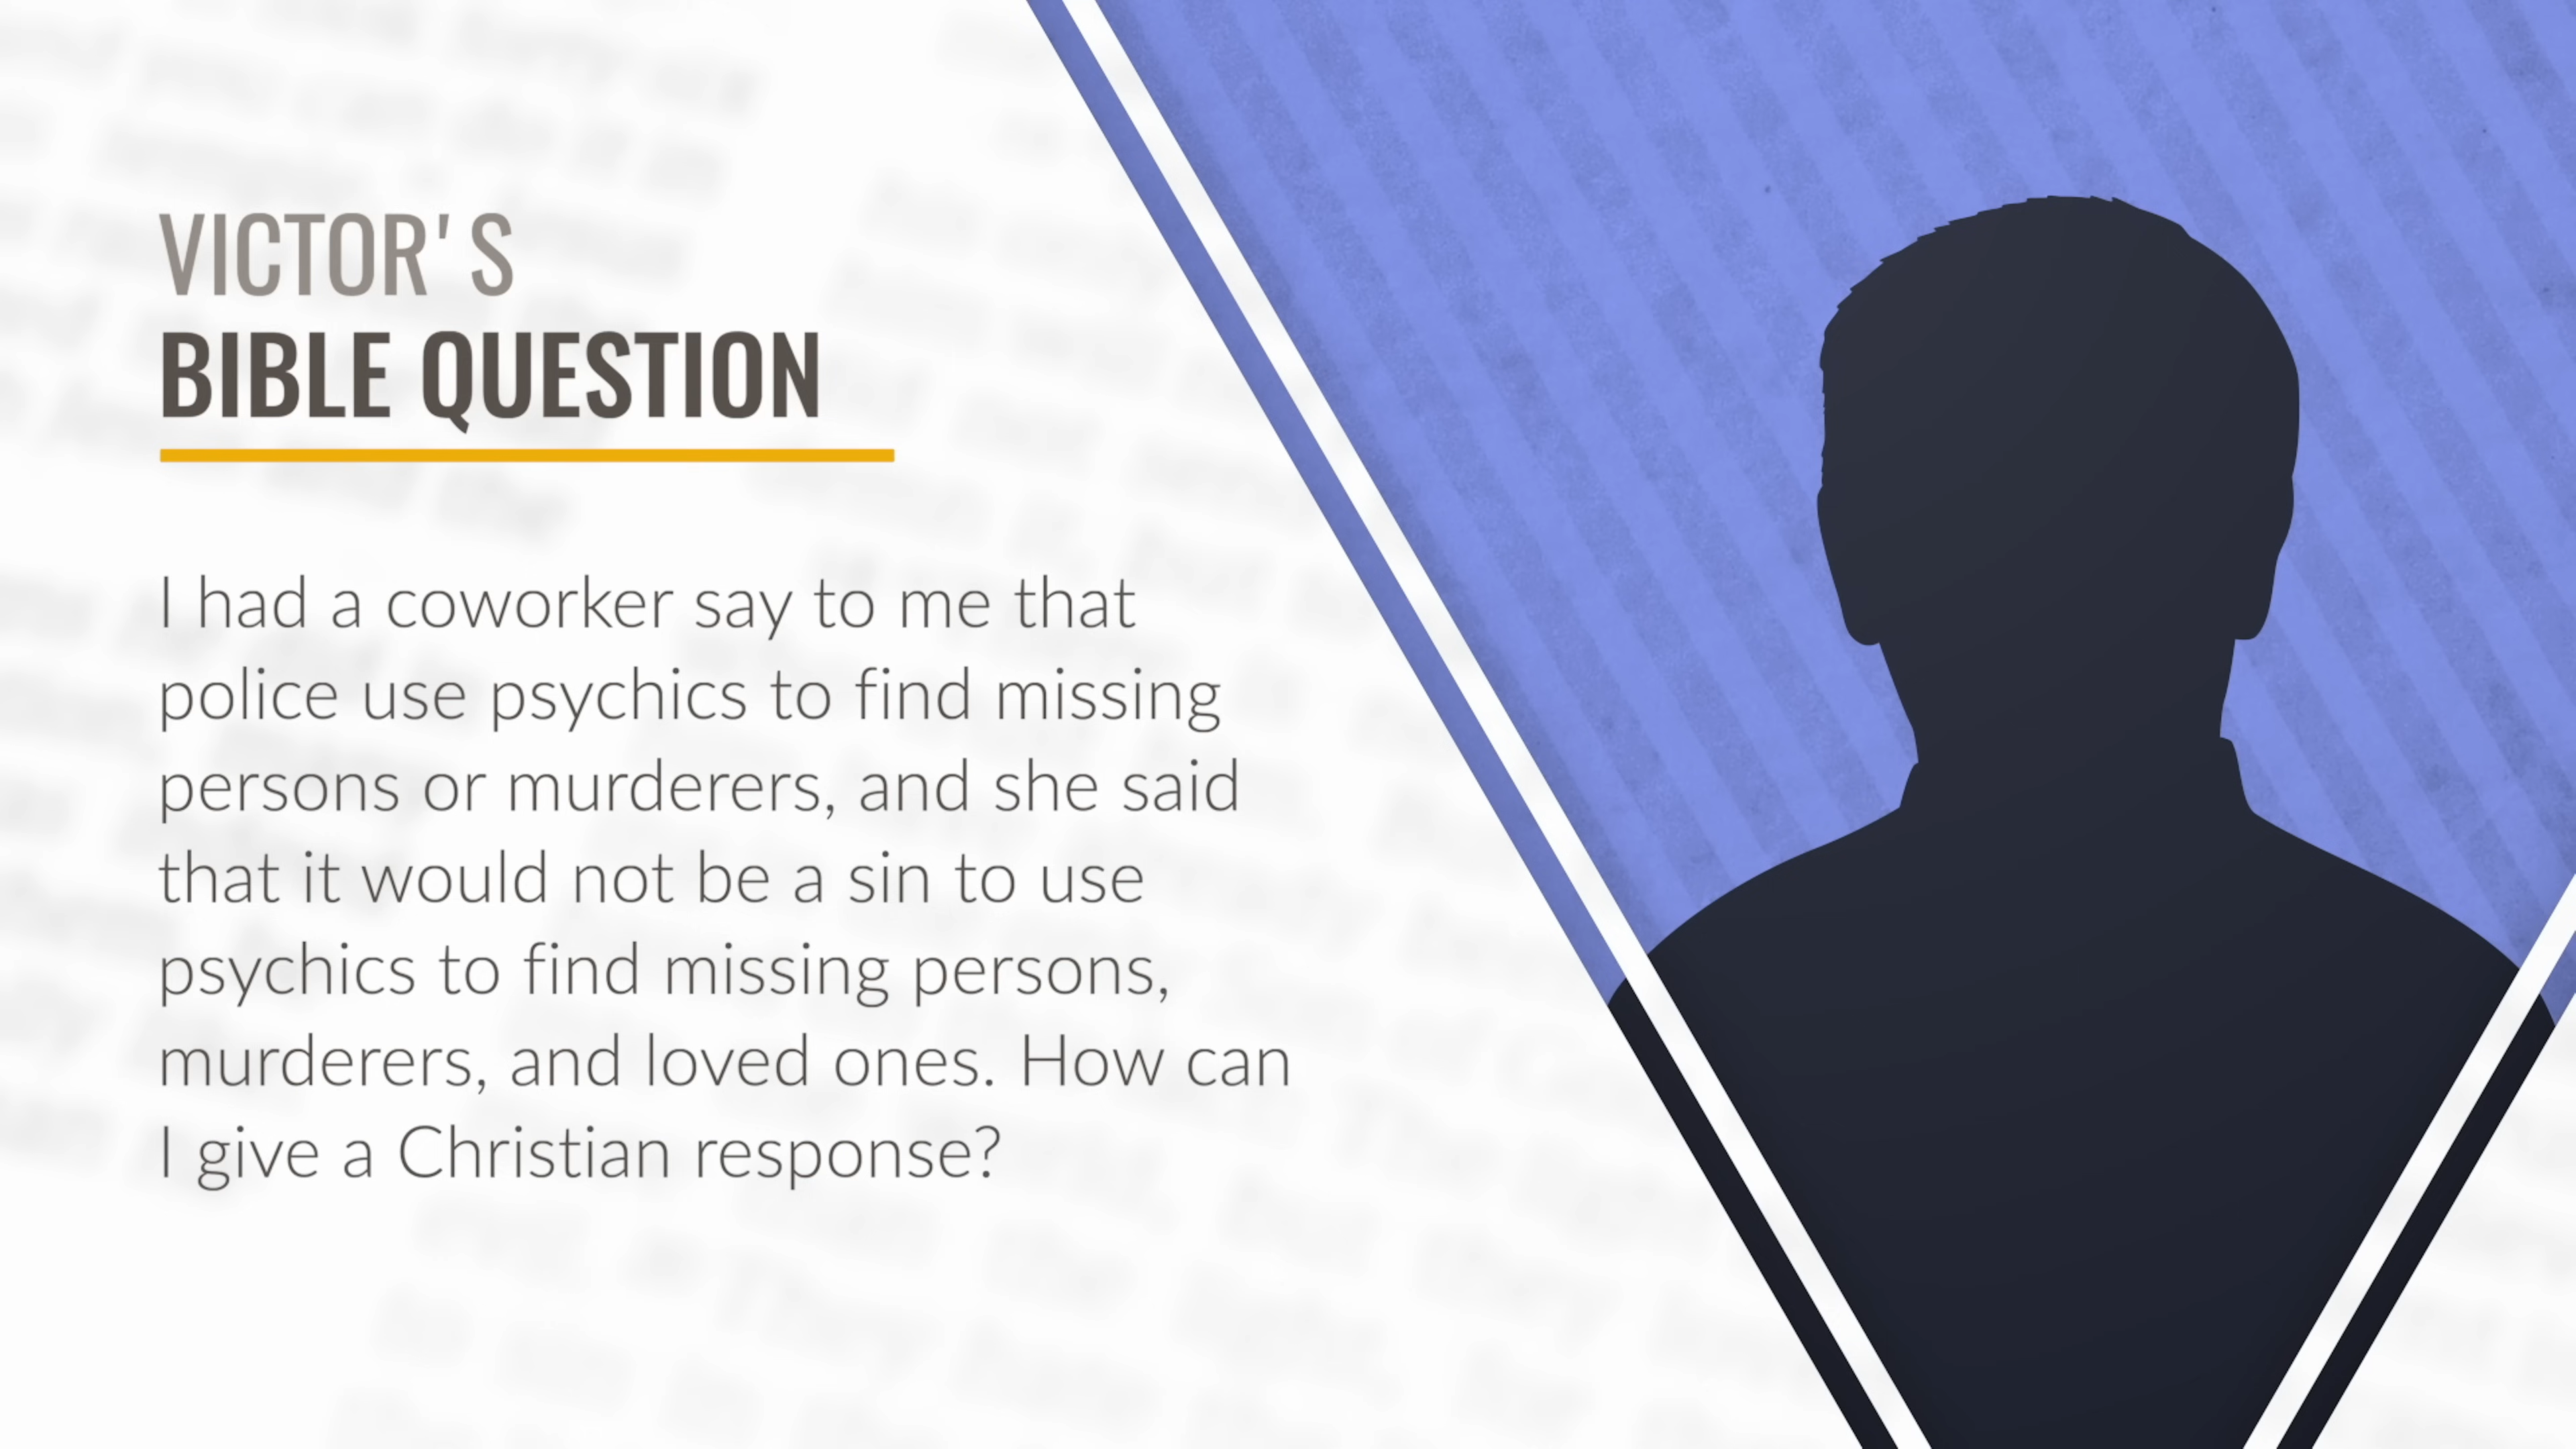 VICTOR'S
BIBLE QUESTION
I had a coworker say to me that
police use psychics to find missing
persons or murderers, and she said
that it would not be a sin to use
psychics to find missing persons,
murderers, and loved ones. How can
I give a Christian response?